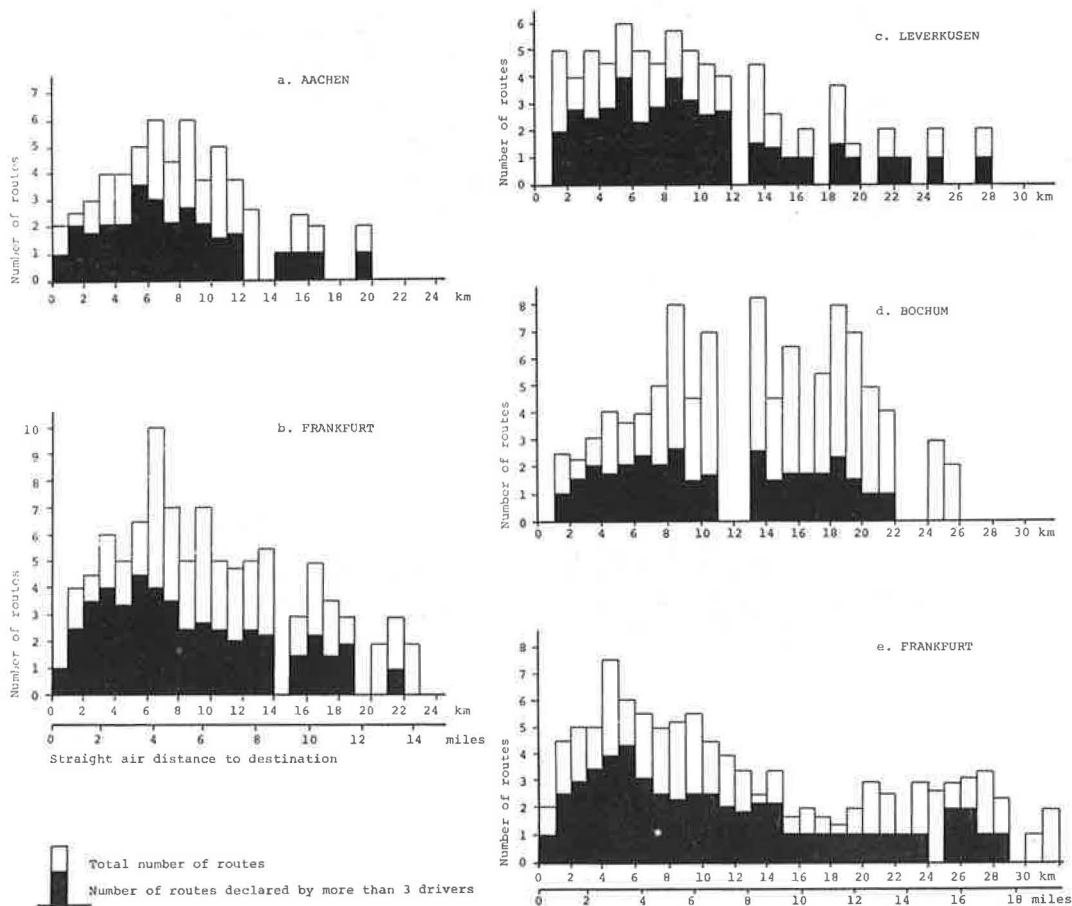 a. AACHEN
Number of routes
7
6
5
4
3
2
1
0
0 2 4 6 8 10 12 14 16 18 20 22 24 km
b. FRANKFURT
Number of routes
10
9
8
7
6
5
4
3
2
1
0
0 2 4 6 8 10 12 14 16 18 20 22 24 km
0 2 4 6 8 10 12 14 miles
Straight air distance to destination
Total number of routes
Number of routes declared by more than 3 drivers
c. LEVERKUSEN
Number of routes
6
5
4
3
2
1
0
0 2 4 6 8 10 12 14 16 18 20 22 24 26 28 30 km
d. BOCHUM
Number of routes
8
7
6
5
4
3
2
1
0
0 2 4 6 8 10 12 14 16 18 20 22 24 26 28 30 km
e. FRANKFURT
Number of routes
8
7
6
5
4
3
2
1
0
0 2 4 6 8 10 12 14 16 18 20 22 24 26 28 30 km
0 2 4 6 8 10 12 14 16 18 miles